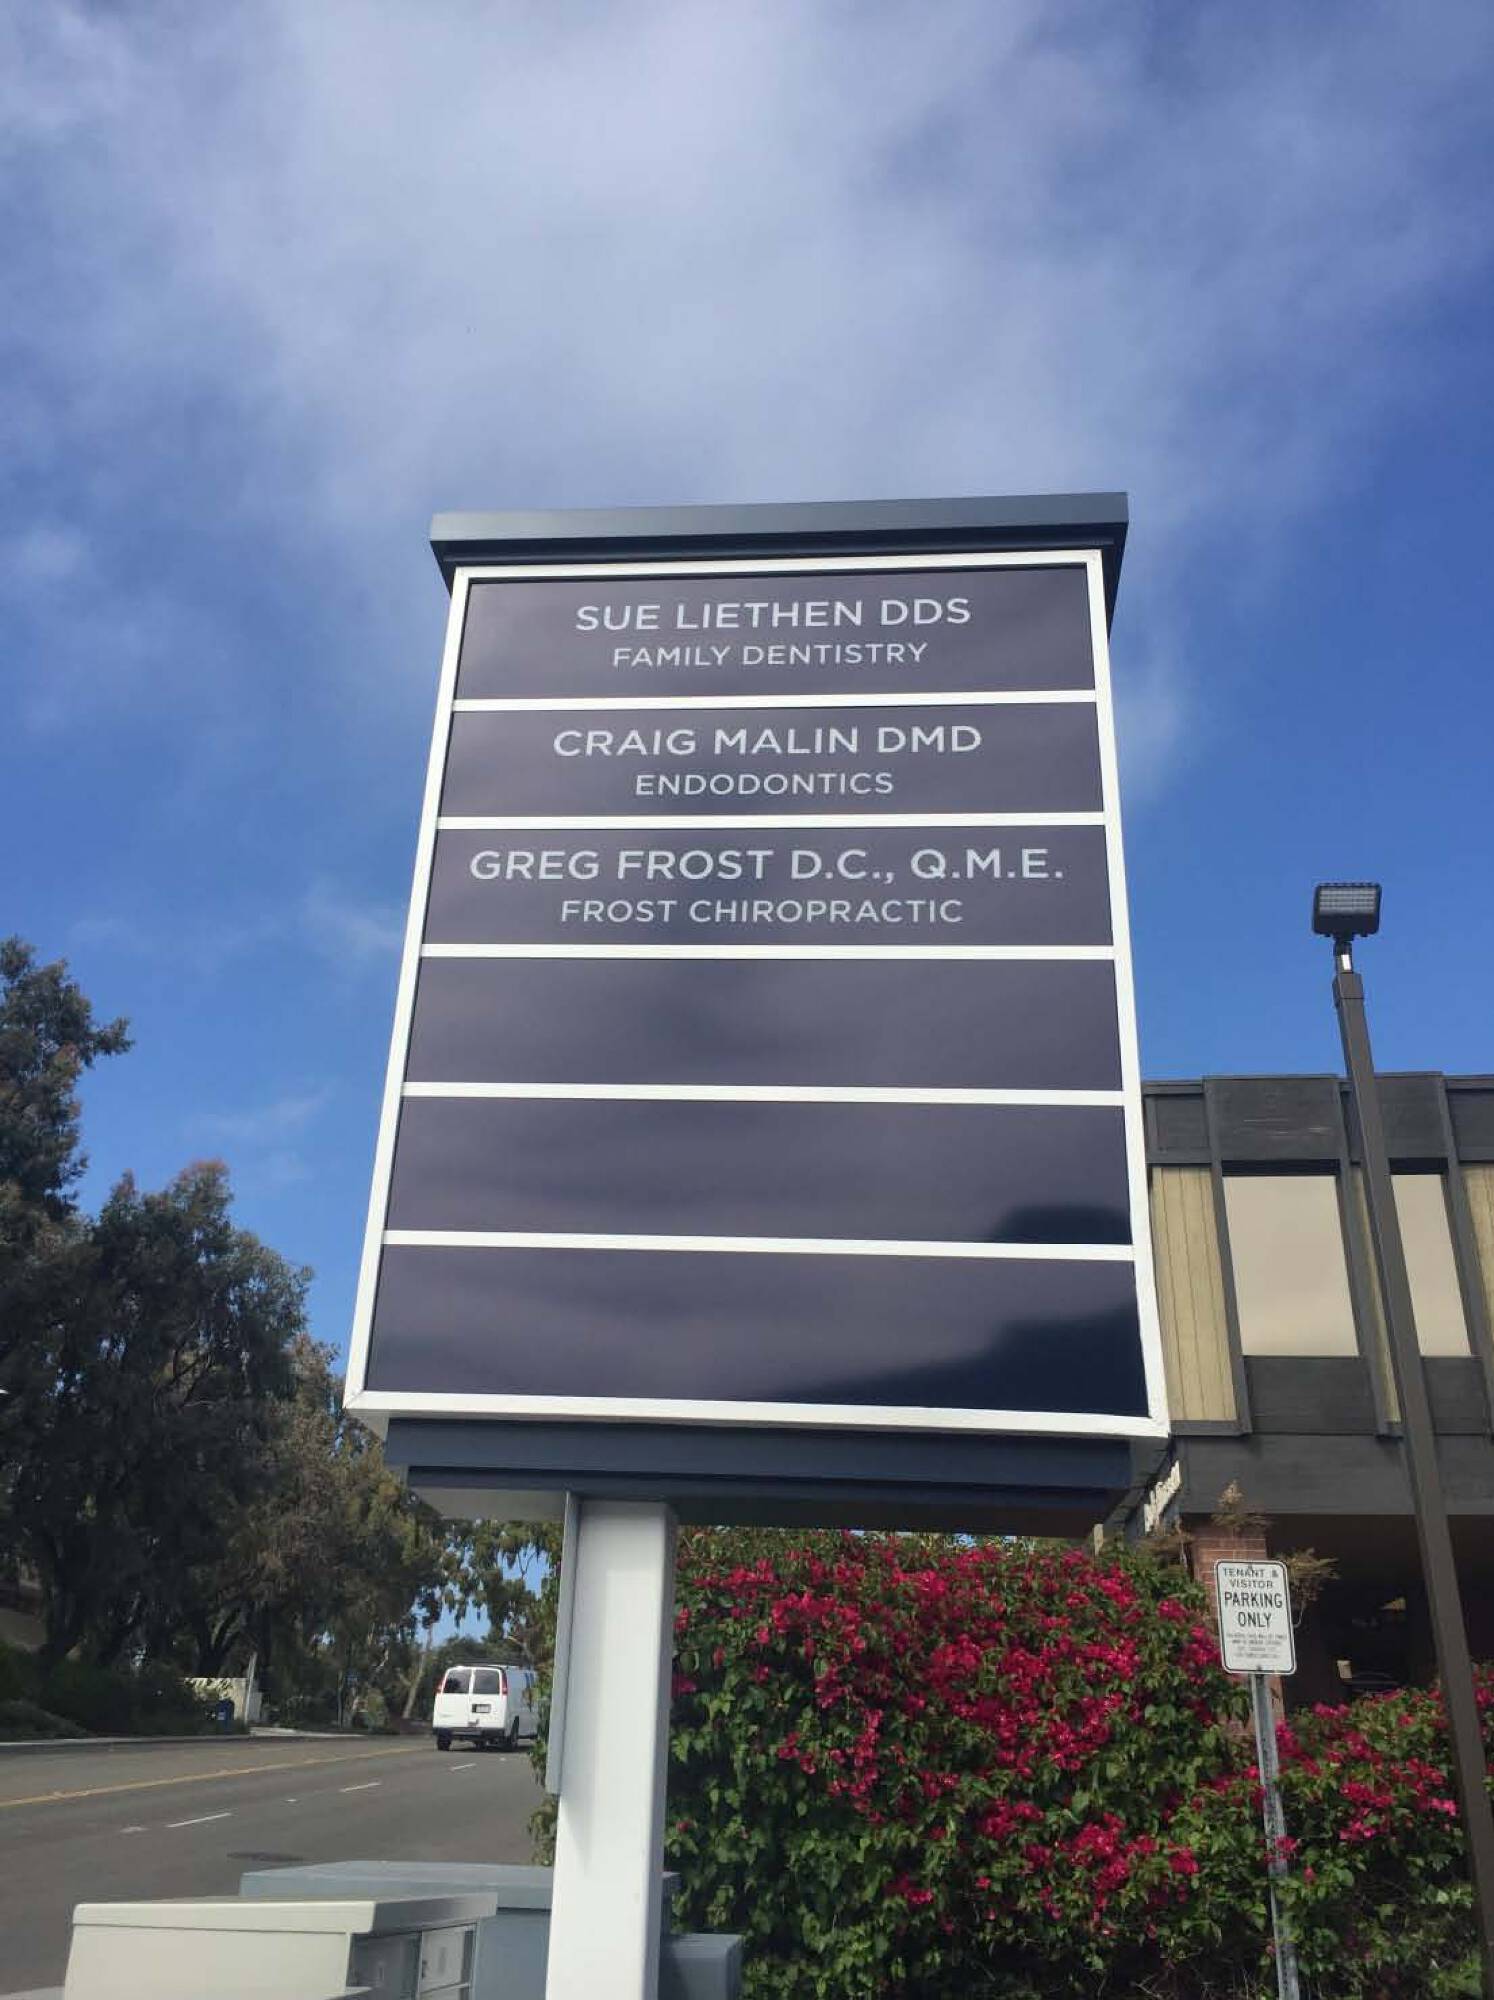 SUE LIETHEN DDS
FAMILY DENTISTRY
CRAIG MALIN DMD
ENDODONTICS
GREG FROST D.C., Q.M.E.
FROST CHIROPRACTIC
TENANT &
VISITOR
PARKING
ONLY